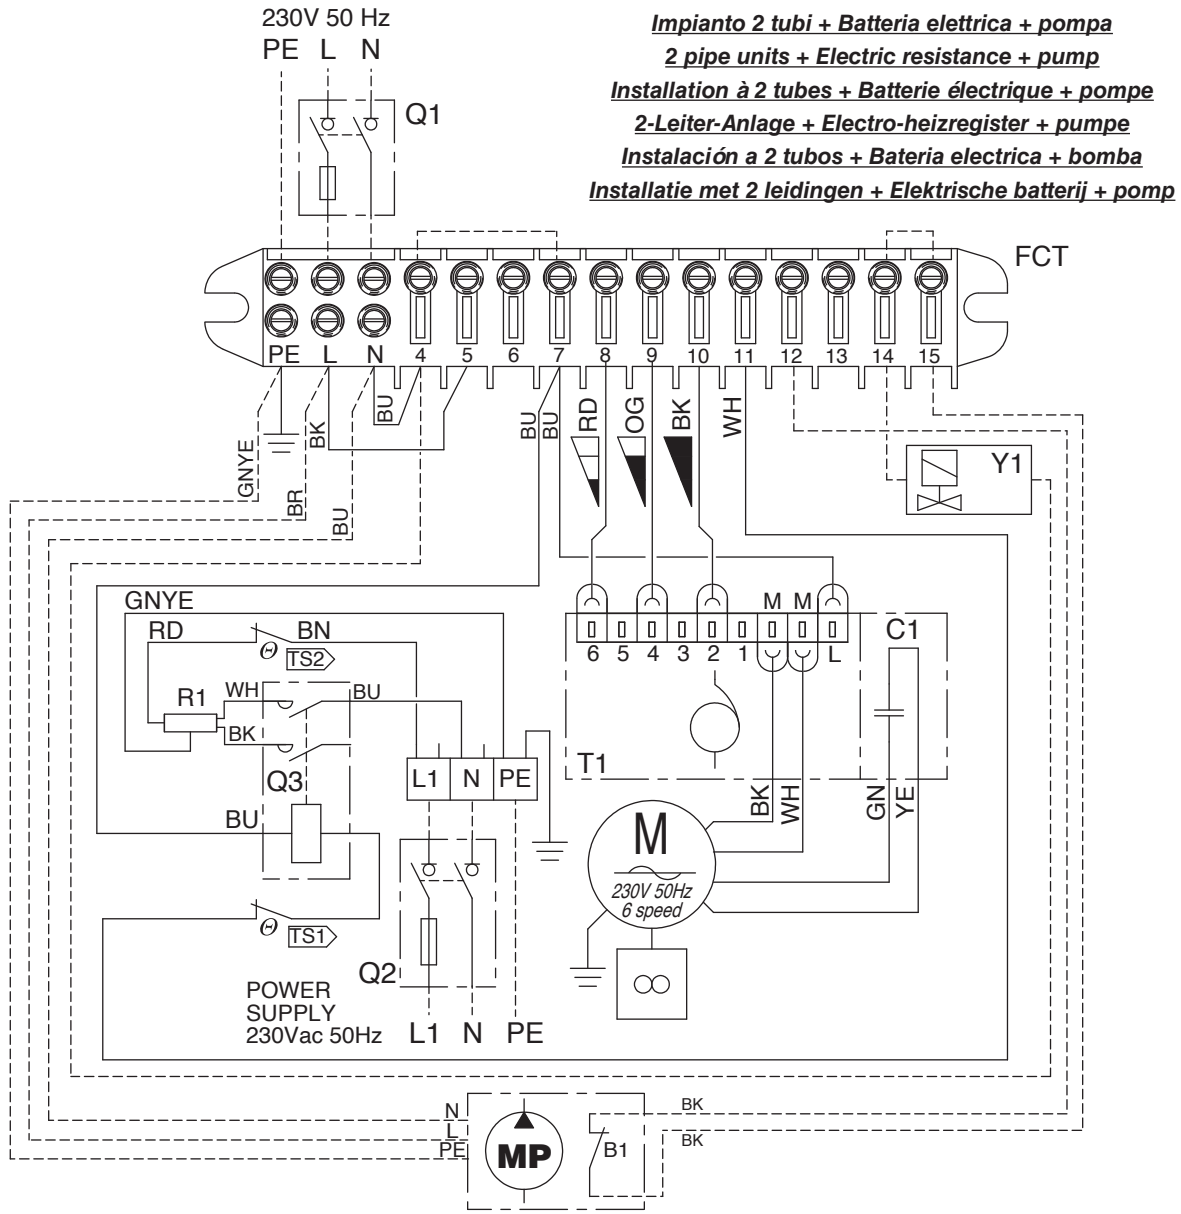 230V 50 Hz
PE L N
Q1
Impianto 2 tubi + Batteria elettrica + pompa
2 pipe units + Electric resistance + pump
Installation à 2 tubes + Batterie électrique + pompe
2-Leiter-Anlage + Electro-heizregister + pumpe
Instalación a 2 tubos + Bateria electrica + bomba
Installatie met 2 leidingen + Elektrische batterij + pomp
FCT
PE L N 4 5 6 7 8 9 10 11 12 13 14 15
GNYE
BR
BK
BU
BU
BU
BU
RD
OG
BK
WH
Y1
GNYE
RD
BN
TS2
R1
WH
BU
BK
Q3
BU
L1 N PE
TS1
Q2
POWER
SUPPLY
230Vac 50Hz
L1 N PE
M M
6 5 4 3 2 1 L
C1
T1
BK
WH
GN
YE
M
230V 50Hz
6 speed
N
L
PE
MP
B1
BK
BK